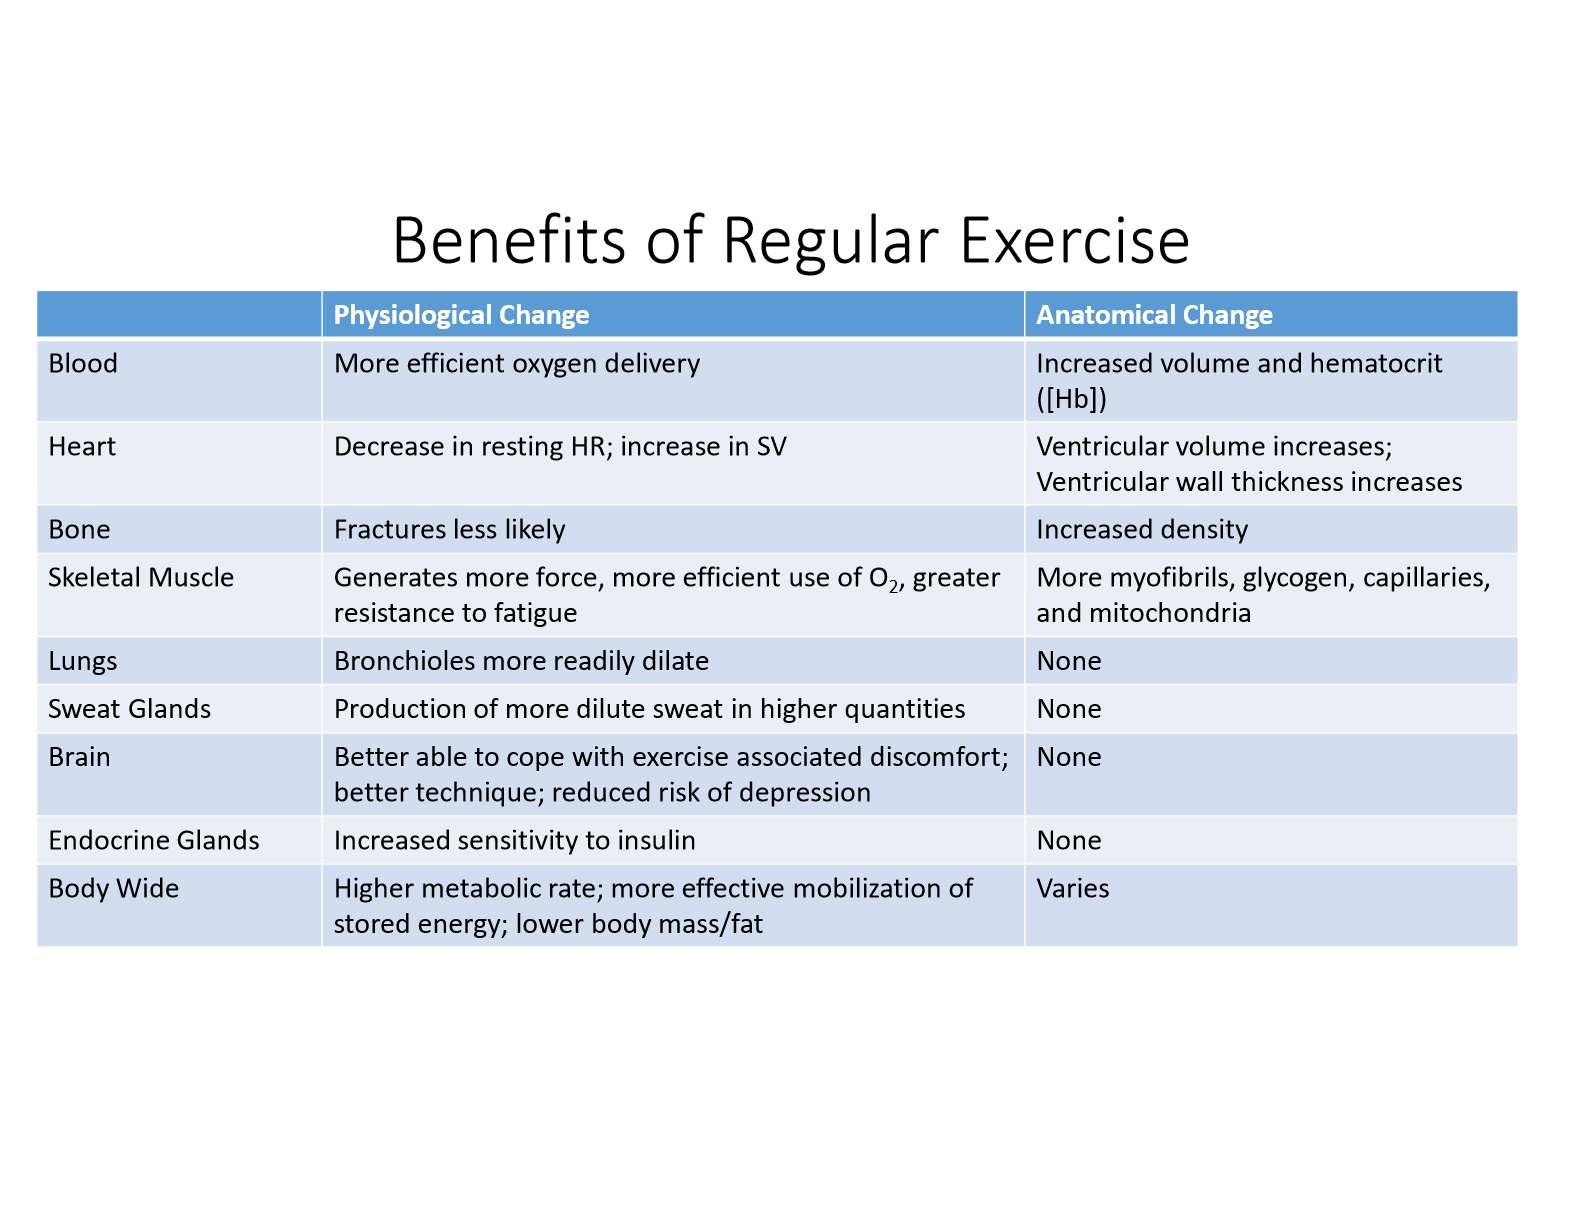 Benefits of Regular Exercise
Physiological Change
Anatomical Change
Blood
More efficient oxygen delivery
Increased volume and hematocrit
([Hb])
Heart
Decrease in resting HR; increase in SV
Ventricular volume increases;
Ventricular wall thickness increases
Bone
Fractures less likely
Increased density
Skeletal Muscle
Generates more force, more efficient use of O₂, greater
resistance to fatigue
More myofibrils, glycogen, capillaries,
and mitochondria
Lungs
Bronchioles more readily dilate
None
Sweat Glands
Production of more dilute sweat in higher quantities
None
Brain
Better able to cope with exercise associated discomfort;
better technique; reduced risk of depression
None
Endocrine Glands
Increased sensitivity to insulin
None
Body Wide
Higher metabolic rate; more effective mobilization of
stored energy; lower body mass/fat
Varies